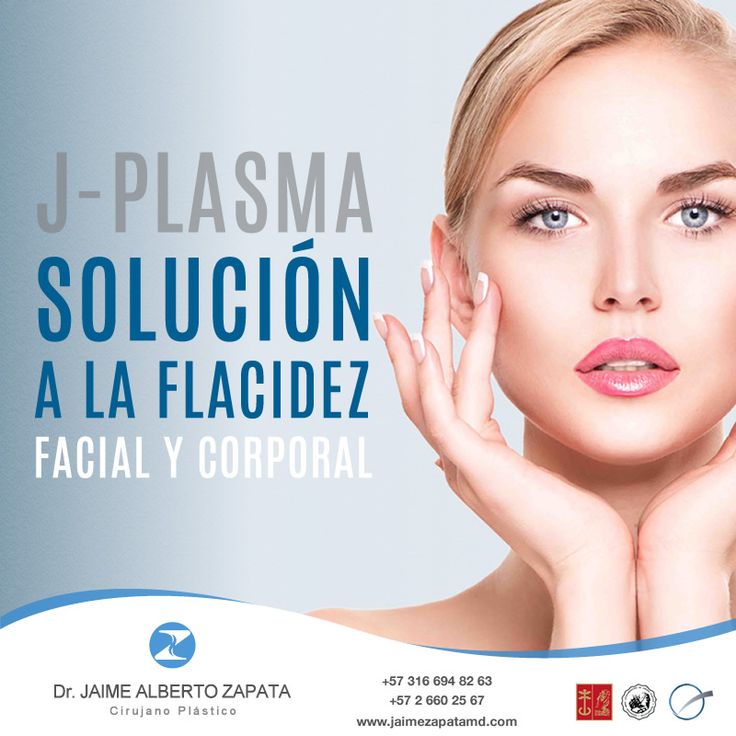 J-PLASMA
SOLUCIÓN
A LA FLACIDEZ
FACIAL Y CORPORAL
Dr. JAIME ALBERTO ZAPATA
Cirujano Plástico
+57 316 694 82 63
+57 2 660 25 67
www.jaimezapatamd.com